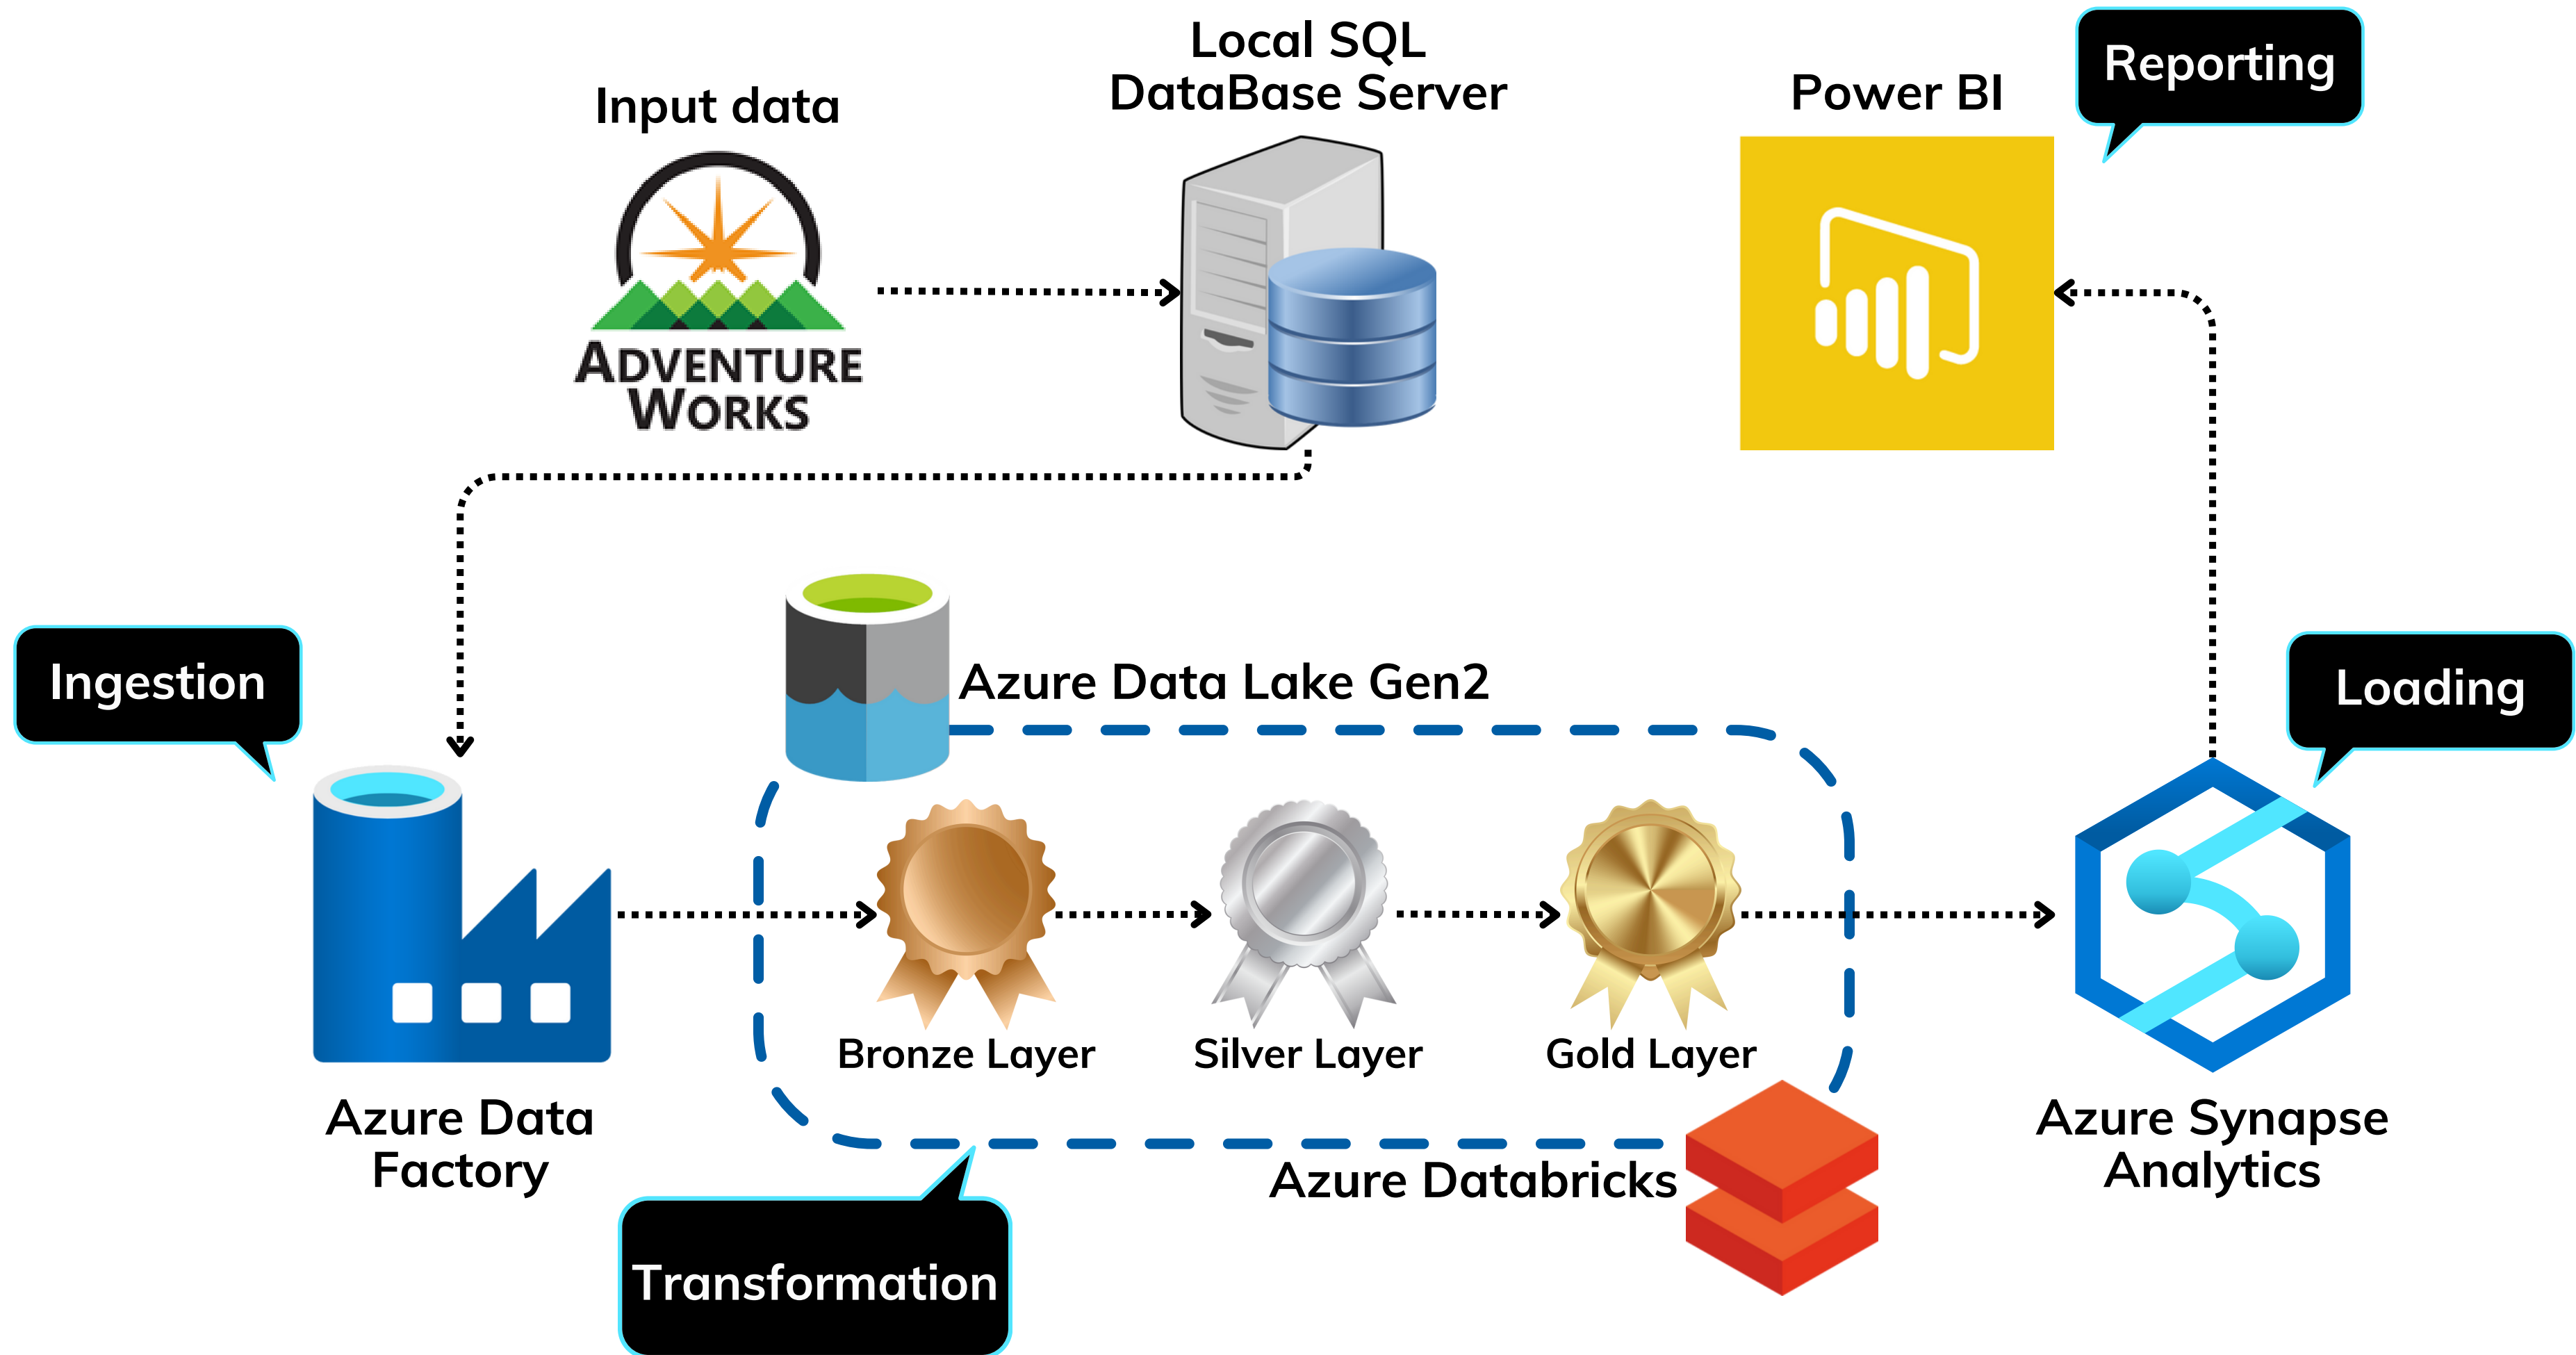 Input data
ADVENTURE
WORKS
Local SQL
DataBase Server
Power BI
Reporting
Ingestion
Azure Data Lake Gen2
Loading
Bronze Layer
Silver Layer
Gold Layer
Azure Data
Factory
Azure Databricks
Azure Synapse
Analytics
Transformation